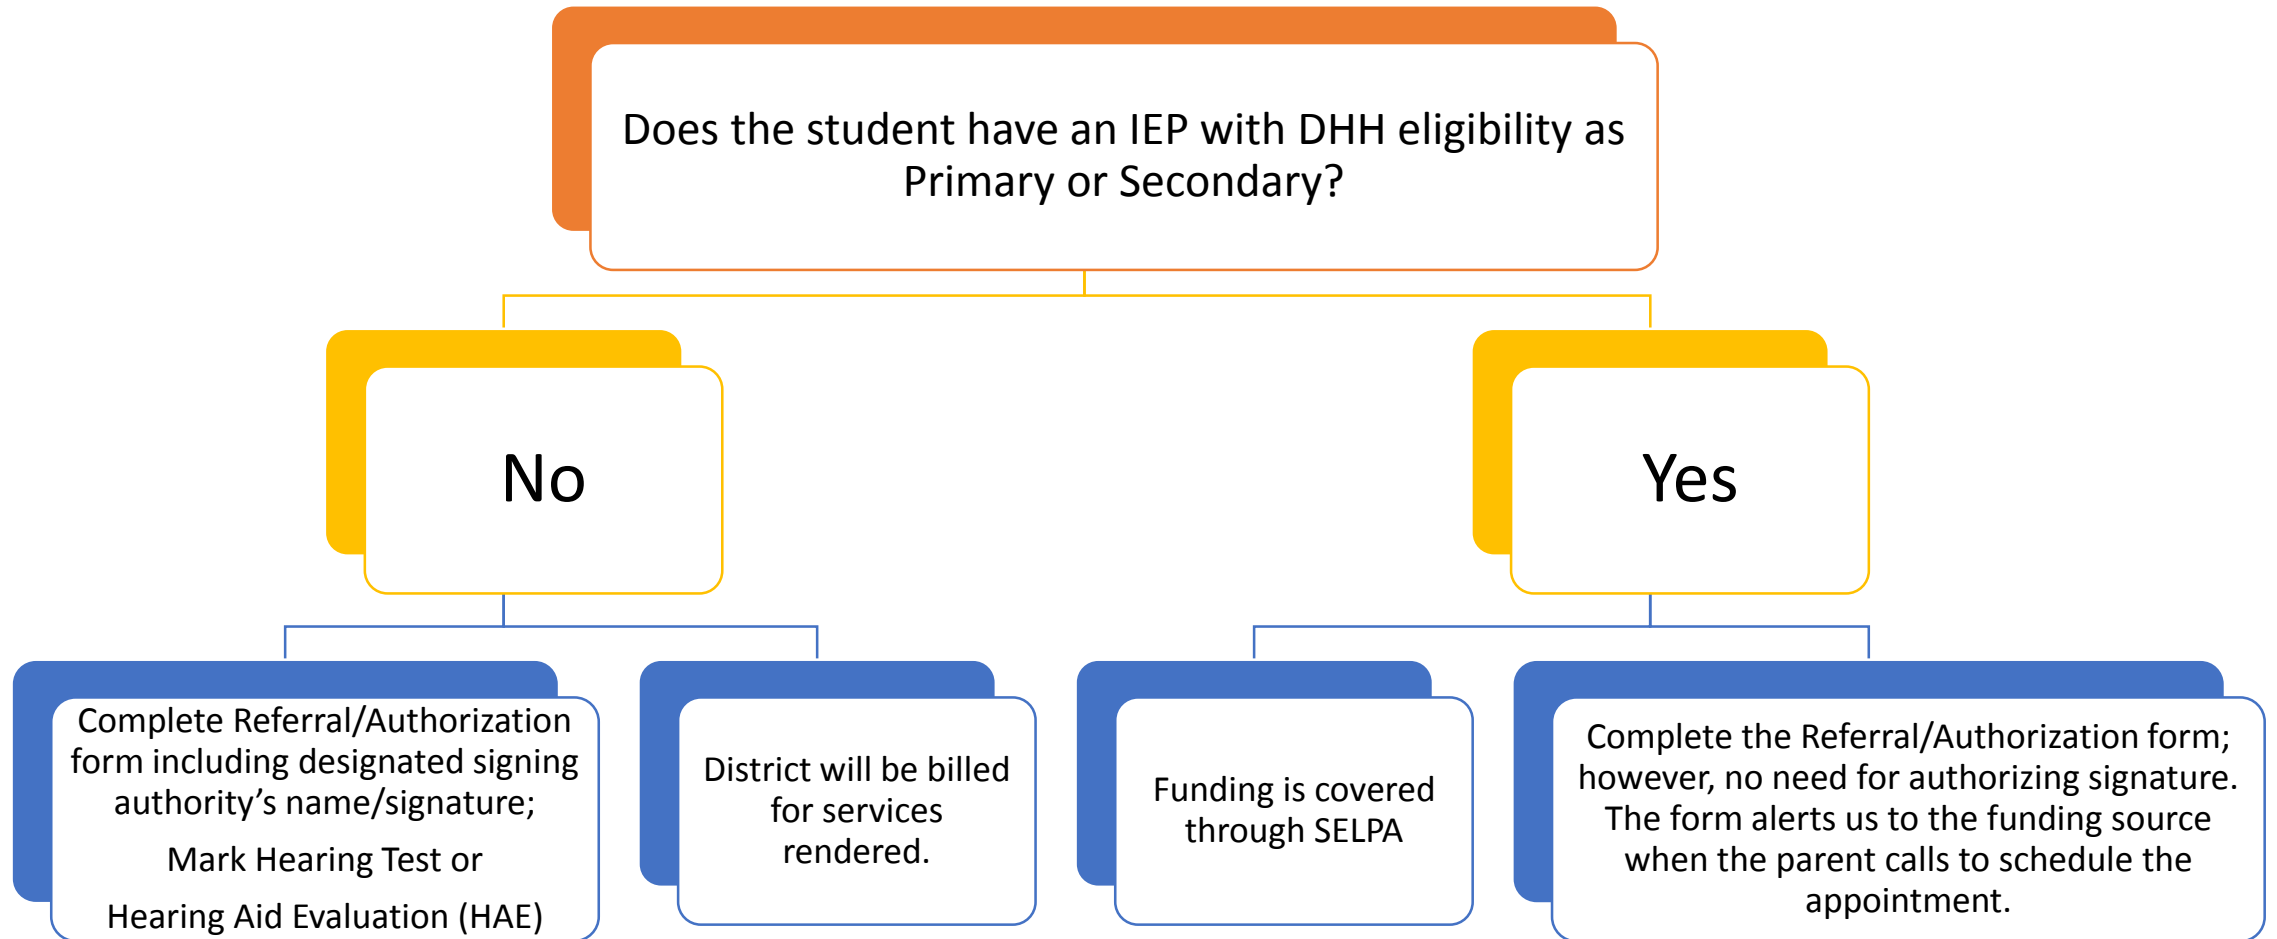 Does the student have an IEP with DHH eligibility as
Primary or Secondary?
No
Yes
Complete Referral/Authorization
form including designated signing
authority’s name/signature;
Mark Hearing Test or
Hearing Aid Evaluation (HAE)
District will be billed
for services
rendered.
Funding is covered
through SELPA
Complete the Referral/Authorization form;
however, no need for authorizing signature.
The form alerts us to the funding source
when the parent calls to schedule the
appointment.